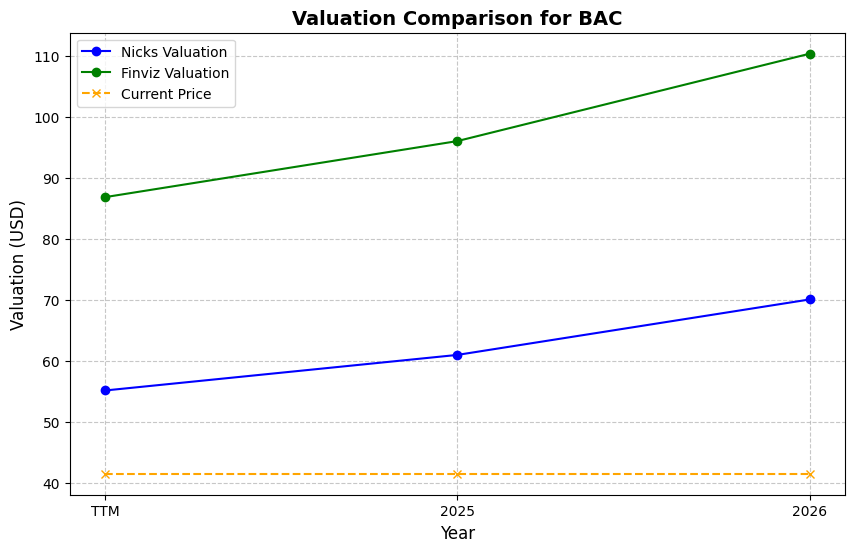 Valuation Comparison for BAC
Nicks Valuation
Finviz Valuation
Current Price
Valuation (USD)
110
100
90
80
70
60
50
40
TTM
2025
2026
Year